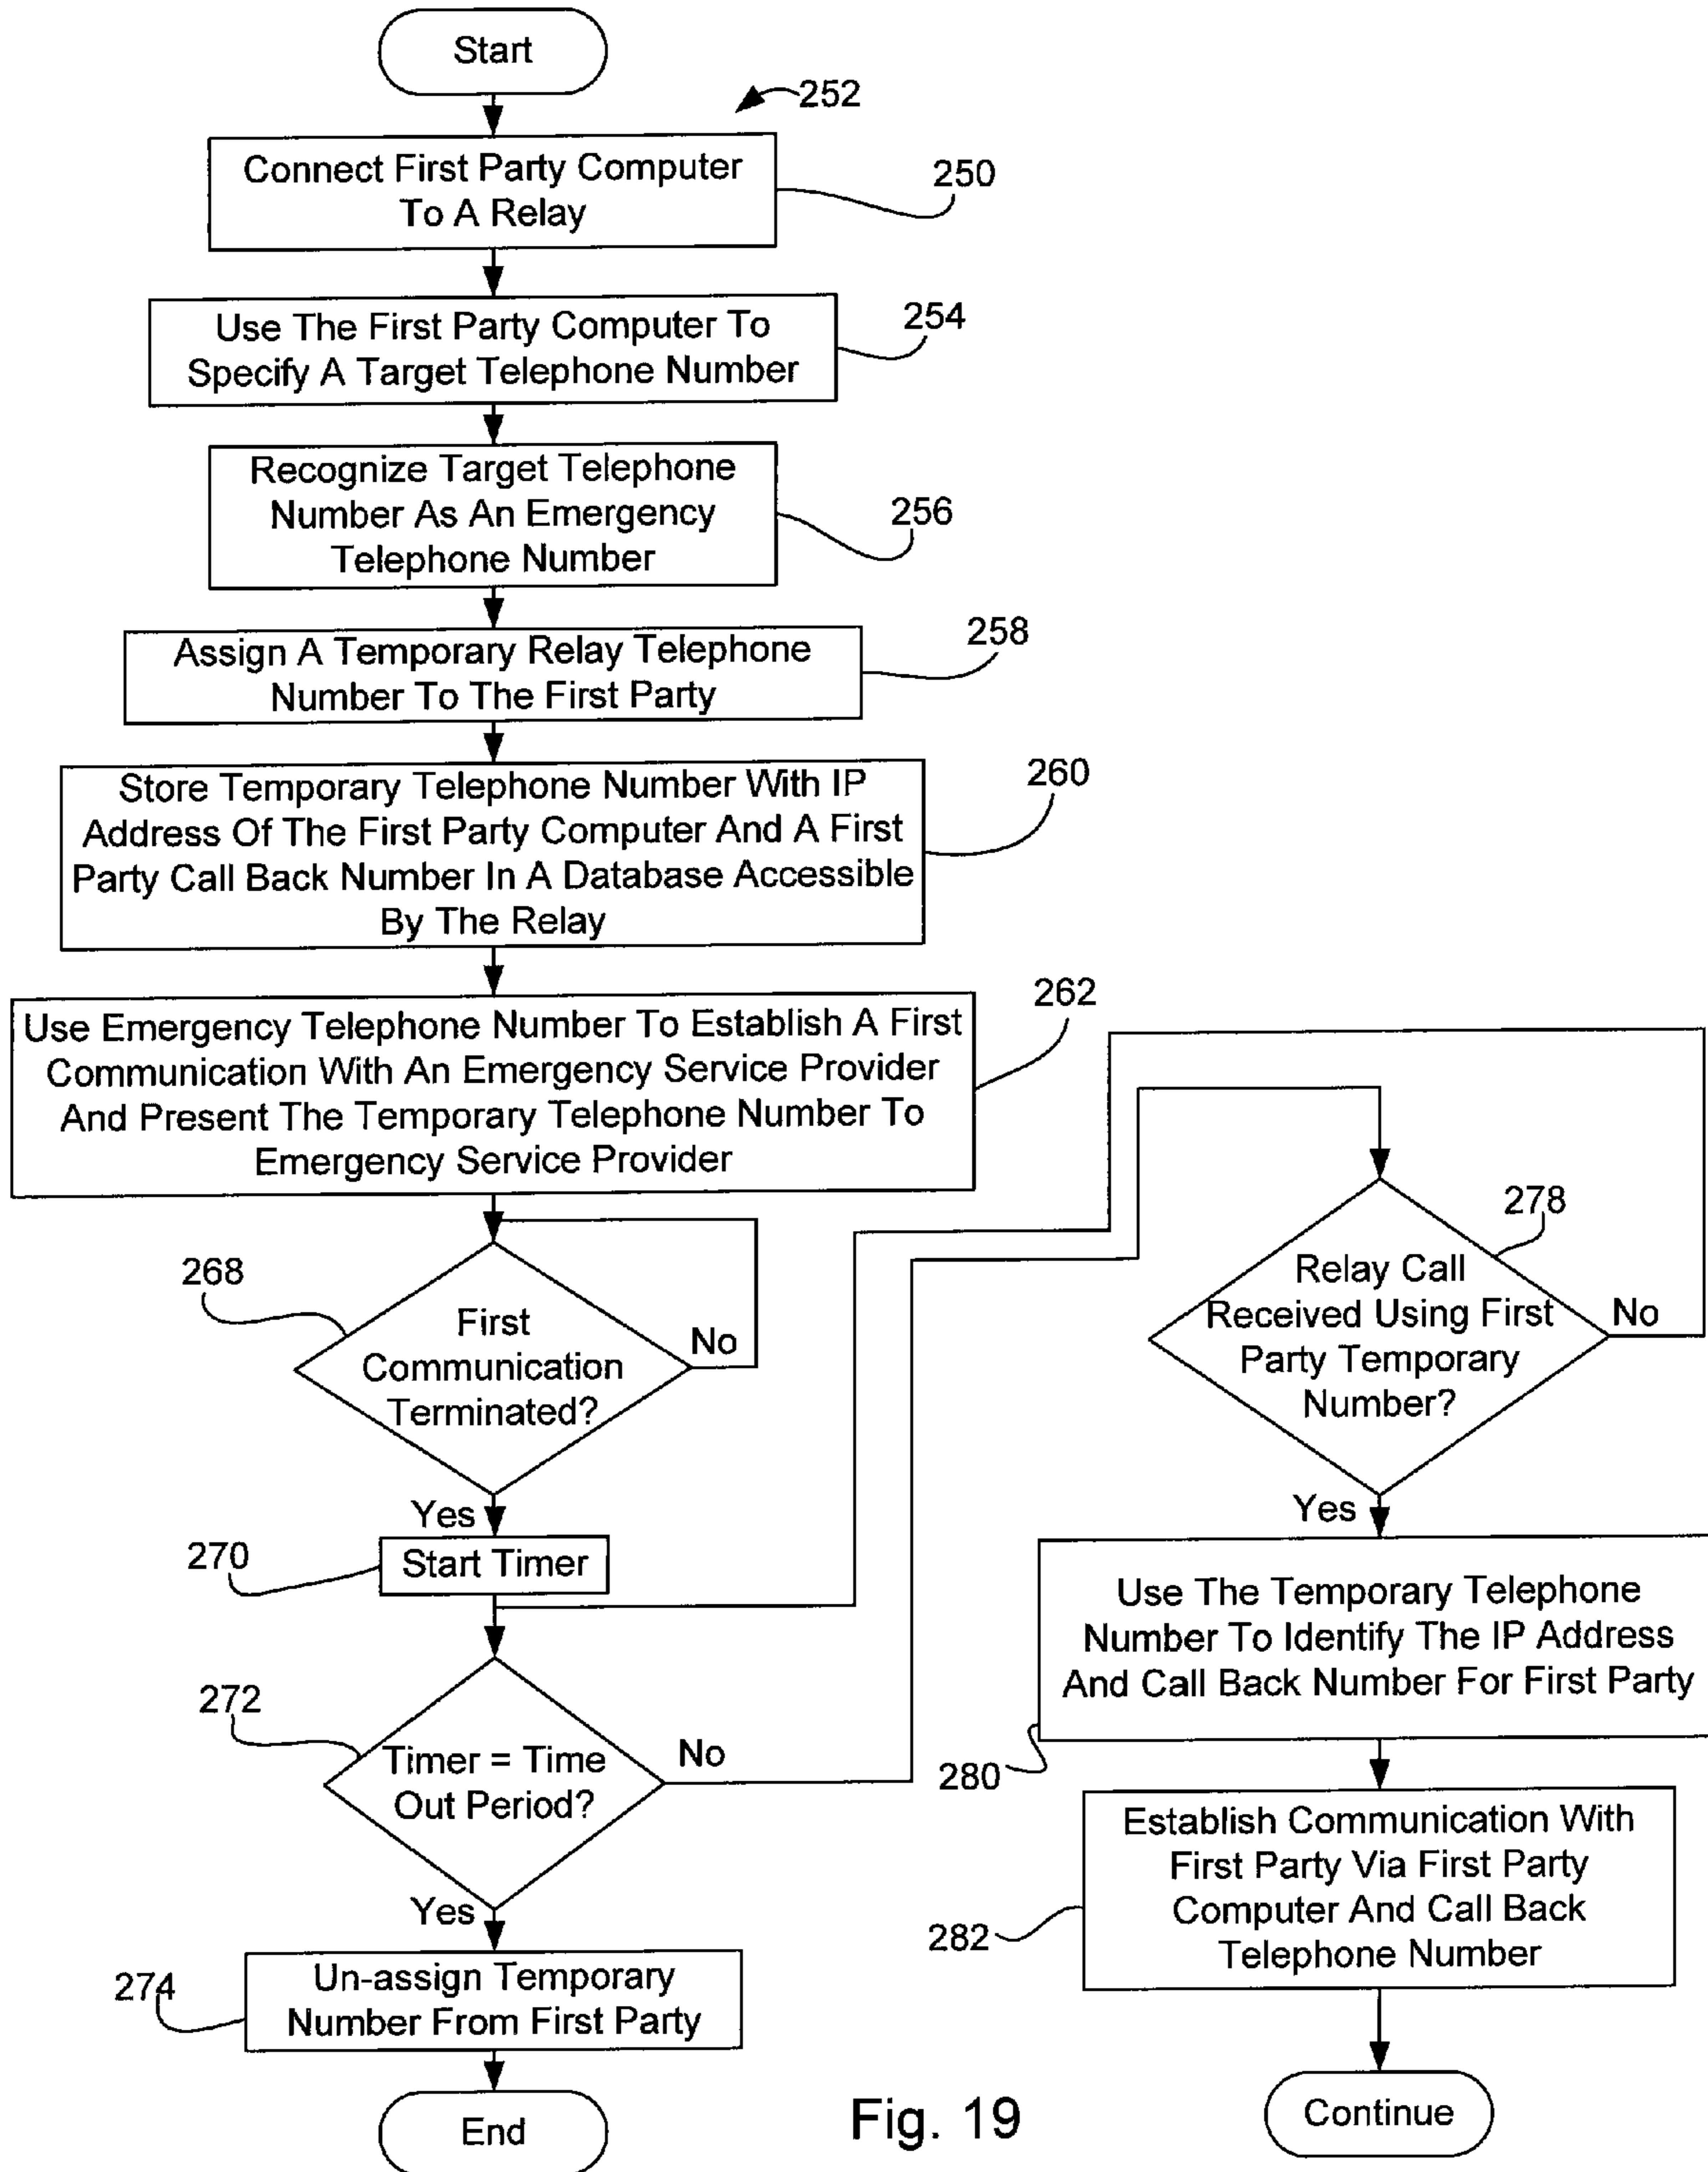 Start
252
Connect First Party Computer
To A Relay
250
Use The First Party Computer To
Specify A Target Telephone Number
254
Recognize Target Telephone
Number As An Emergency
Telephone Number
256
Assign A Temporary Relay Telephone
Number To The First Party
258
Store Temporary Telephone Number With IP
Address Of The First Party Computer And A First
Party Call Back Number In A Database Accessible
By The Relay
260
Use Emergency Telephone Number To Establish A First
Communication With An Emergency Service Provider
And Present The Temporary Telephone Number To
Emergency Service Provider
262
268
First
Communication
Terminated?
No
Yes
270
Start Timer
272
Timer = Time
Out Period?
No
Yes
274
Un-assign Temporary
Number From First Party
End
278
Relay Call
Received Using First
Party Temporary
Number?
No
Yes
Use The Temporary Telephone
Number To Identify The IP Address
And Call Back Number For First Party
280
Establish Communication With
First Party Via First Party
Computer And Call Back
Telephone Number
282
Continue
Fig. 19